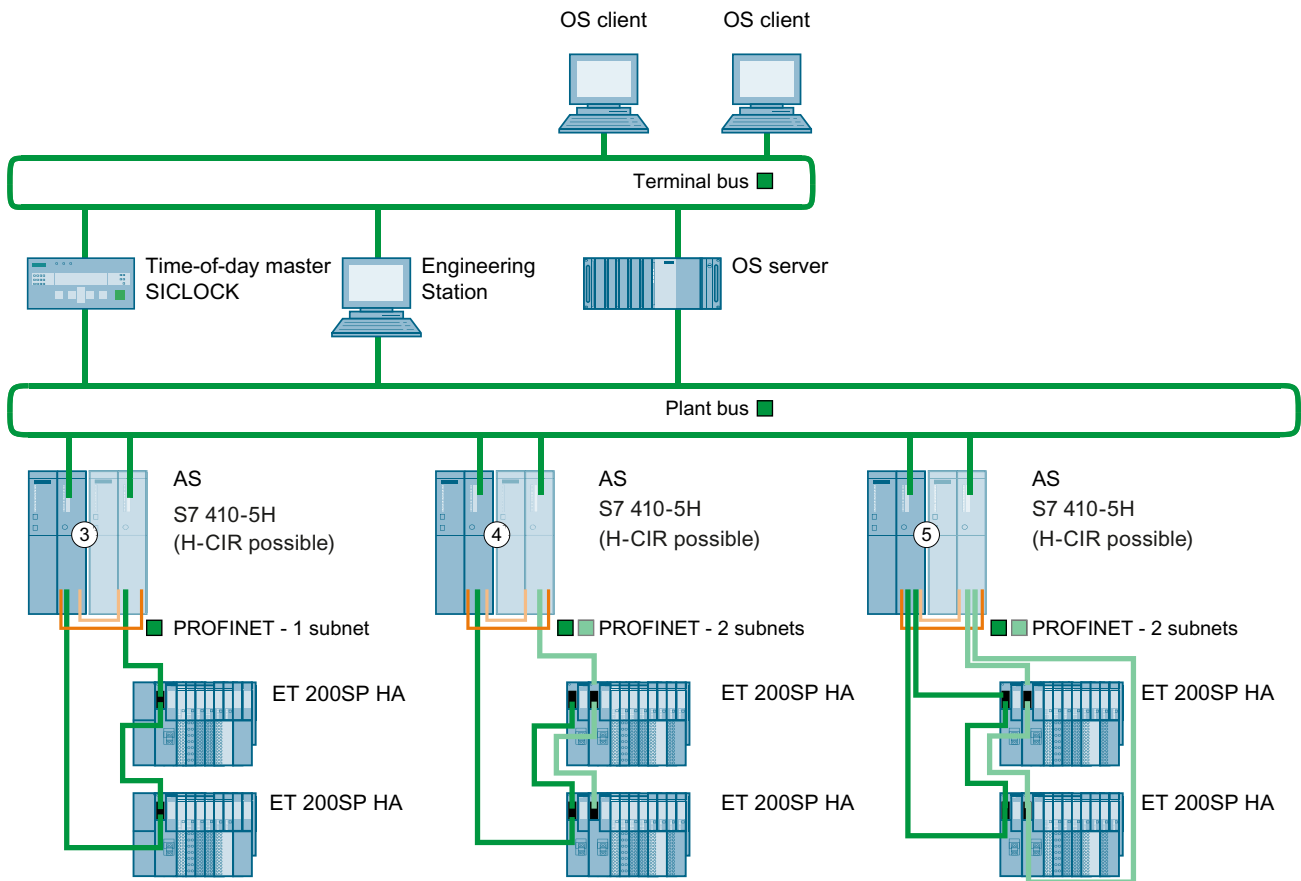 OS client
OS client
Terminal bus
Time-of-day master
SICLOCK
Engineering
Station
OS server
Plant bus
3
AS
S7 410-5H
(H-CIR possible)
4
AS
S7 410-5H
(H-CIR possible)
5
AS
S7 410-5H
(H-CIR possible)
PROFINET - 1 subnet
PROFINET - 2 subnets
PROFINET - 2 subnets
ET 200SP HA
ET 200SP HA
ET 200SP HA
ET 200SP HA
ET 200SP HA
ET 200SP HA